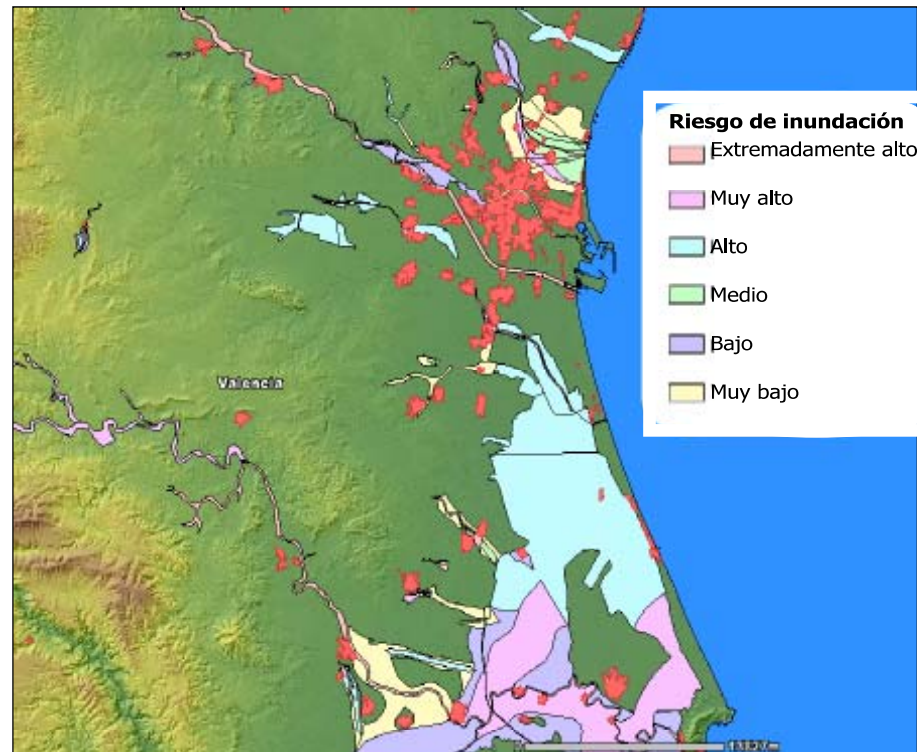 Riesgo de inundación
Extremadamente alto
Muy alto
Alto
Medio
Bajo
Muy bajo
Valencia